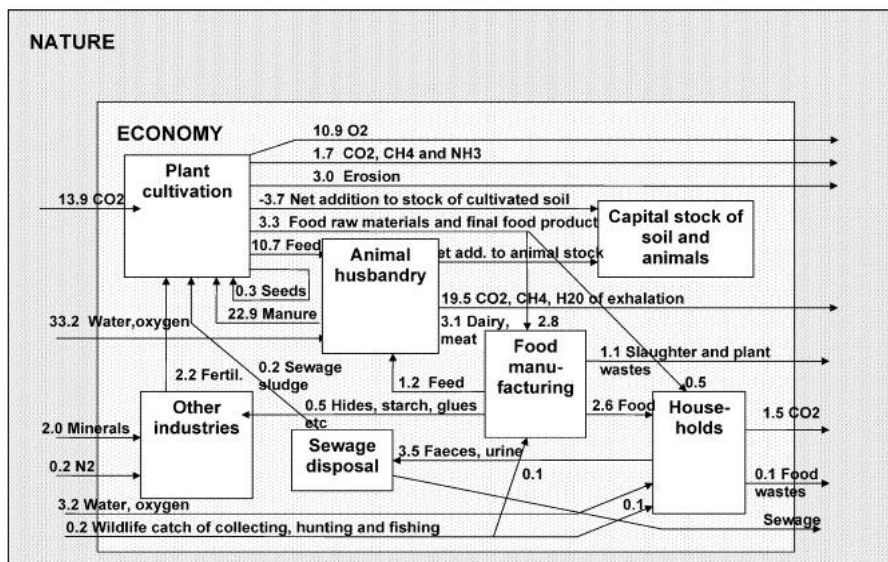 NATURE
ECONOMY
10.9 O2
Plant
cultivation
1.7 CO2, CH4 and NH3
3.0 Erosion
13.9 CO2
-3.7 Net addition to stock of cultivated soil
3.3 Food raw materials and final food product
Capital stock of
soil and
animals
10.7 Feed
Animal
husbandry
et add. to animal stock
0.3 Seeds
19.5 CO2, CH4, H20 of exhalation
22.9 Manure
33.2 Water,oxygen
3.1 Dairy,
meat
2.8
Food
manu-
facturing
0.2 Sewage
sludge
1.1 Slaughter and plant
wastes
2.2 Fertil.
1.2 Feed
0.5
Other
industries
0.5 Hides, starch, glues
etc
2.6 Food
House-
holds
1.5 CO2
2.0 Minerals
Sewage
disposal
3.5 Faeces, urine
0.2 N2
0.1
0.1 Food
wastes
3.2 Water, oxygen
0.1
0.2 Wildlife catch of collecting, hunting and fishing
Sewage